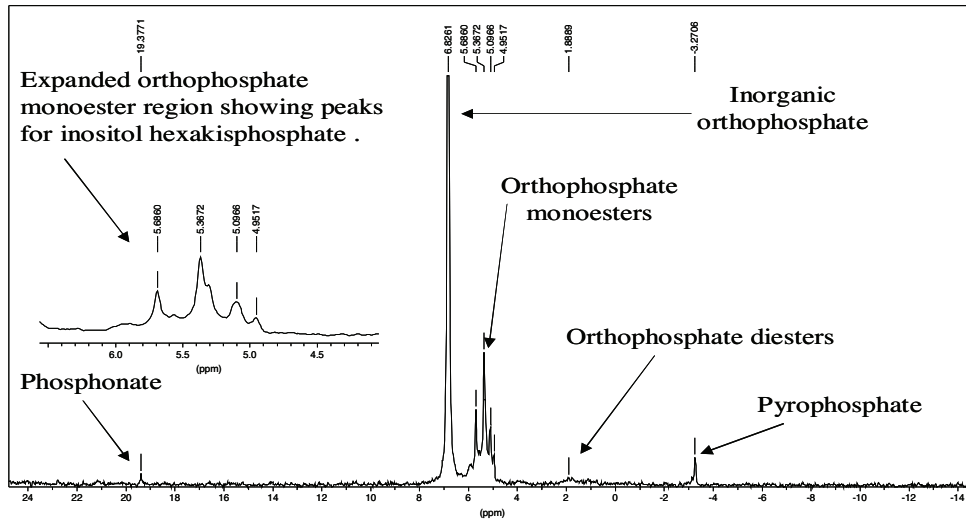 19.3771
6.8261
5.6860
5.3672
5.0966
4.9517
1.8889
-3.2706
Expanded orthophosphate
monoester region showing peaks
for inositol hexakisphosphate .
Inorganic
orthophosphate
Orthophosphate
monoesters
5.6860
5.3672
5.0966
4.9517
6.0 5.5 5.0 4.5
(ppm)
Orthophosphate diesters
Phosphonate
Pyrophosphate
24 22 20 18 16 14 12 10 8 6 4 2 0 -2 -4 -6 -8 -10 -12 -14
(ppm)